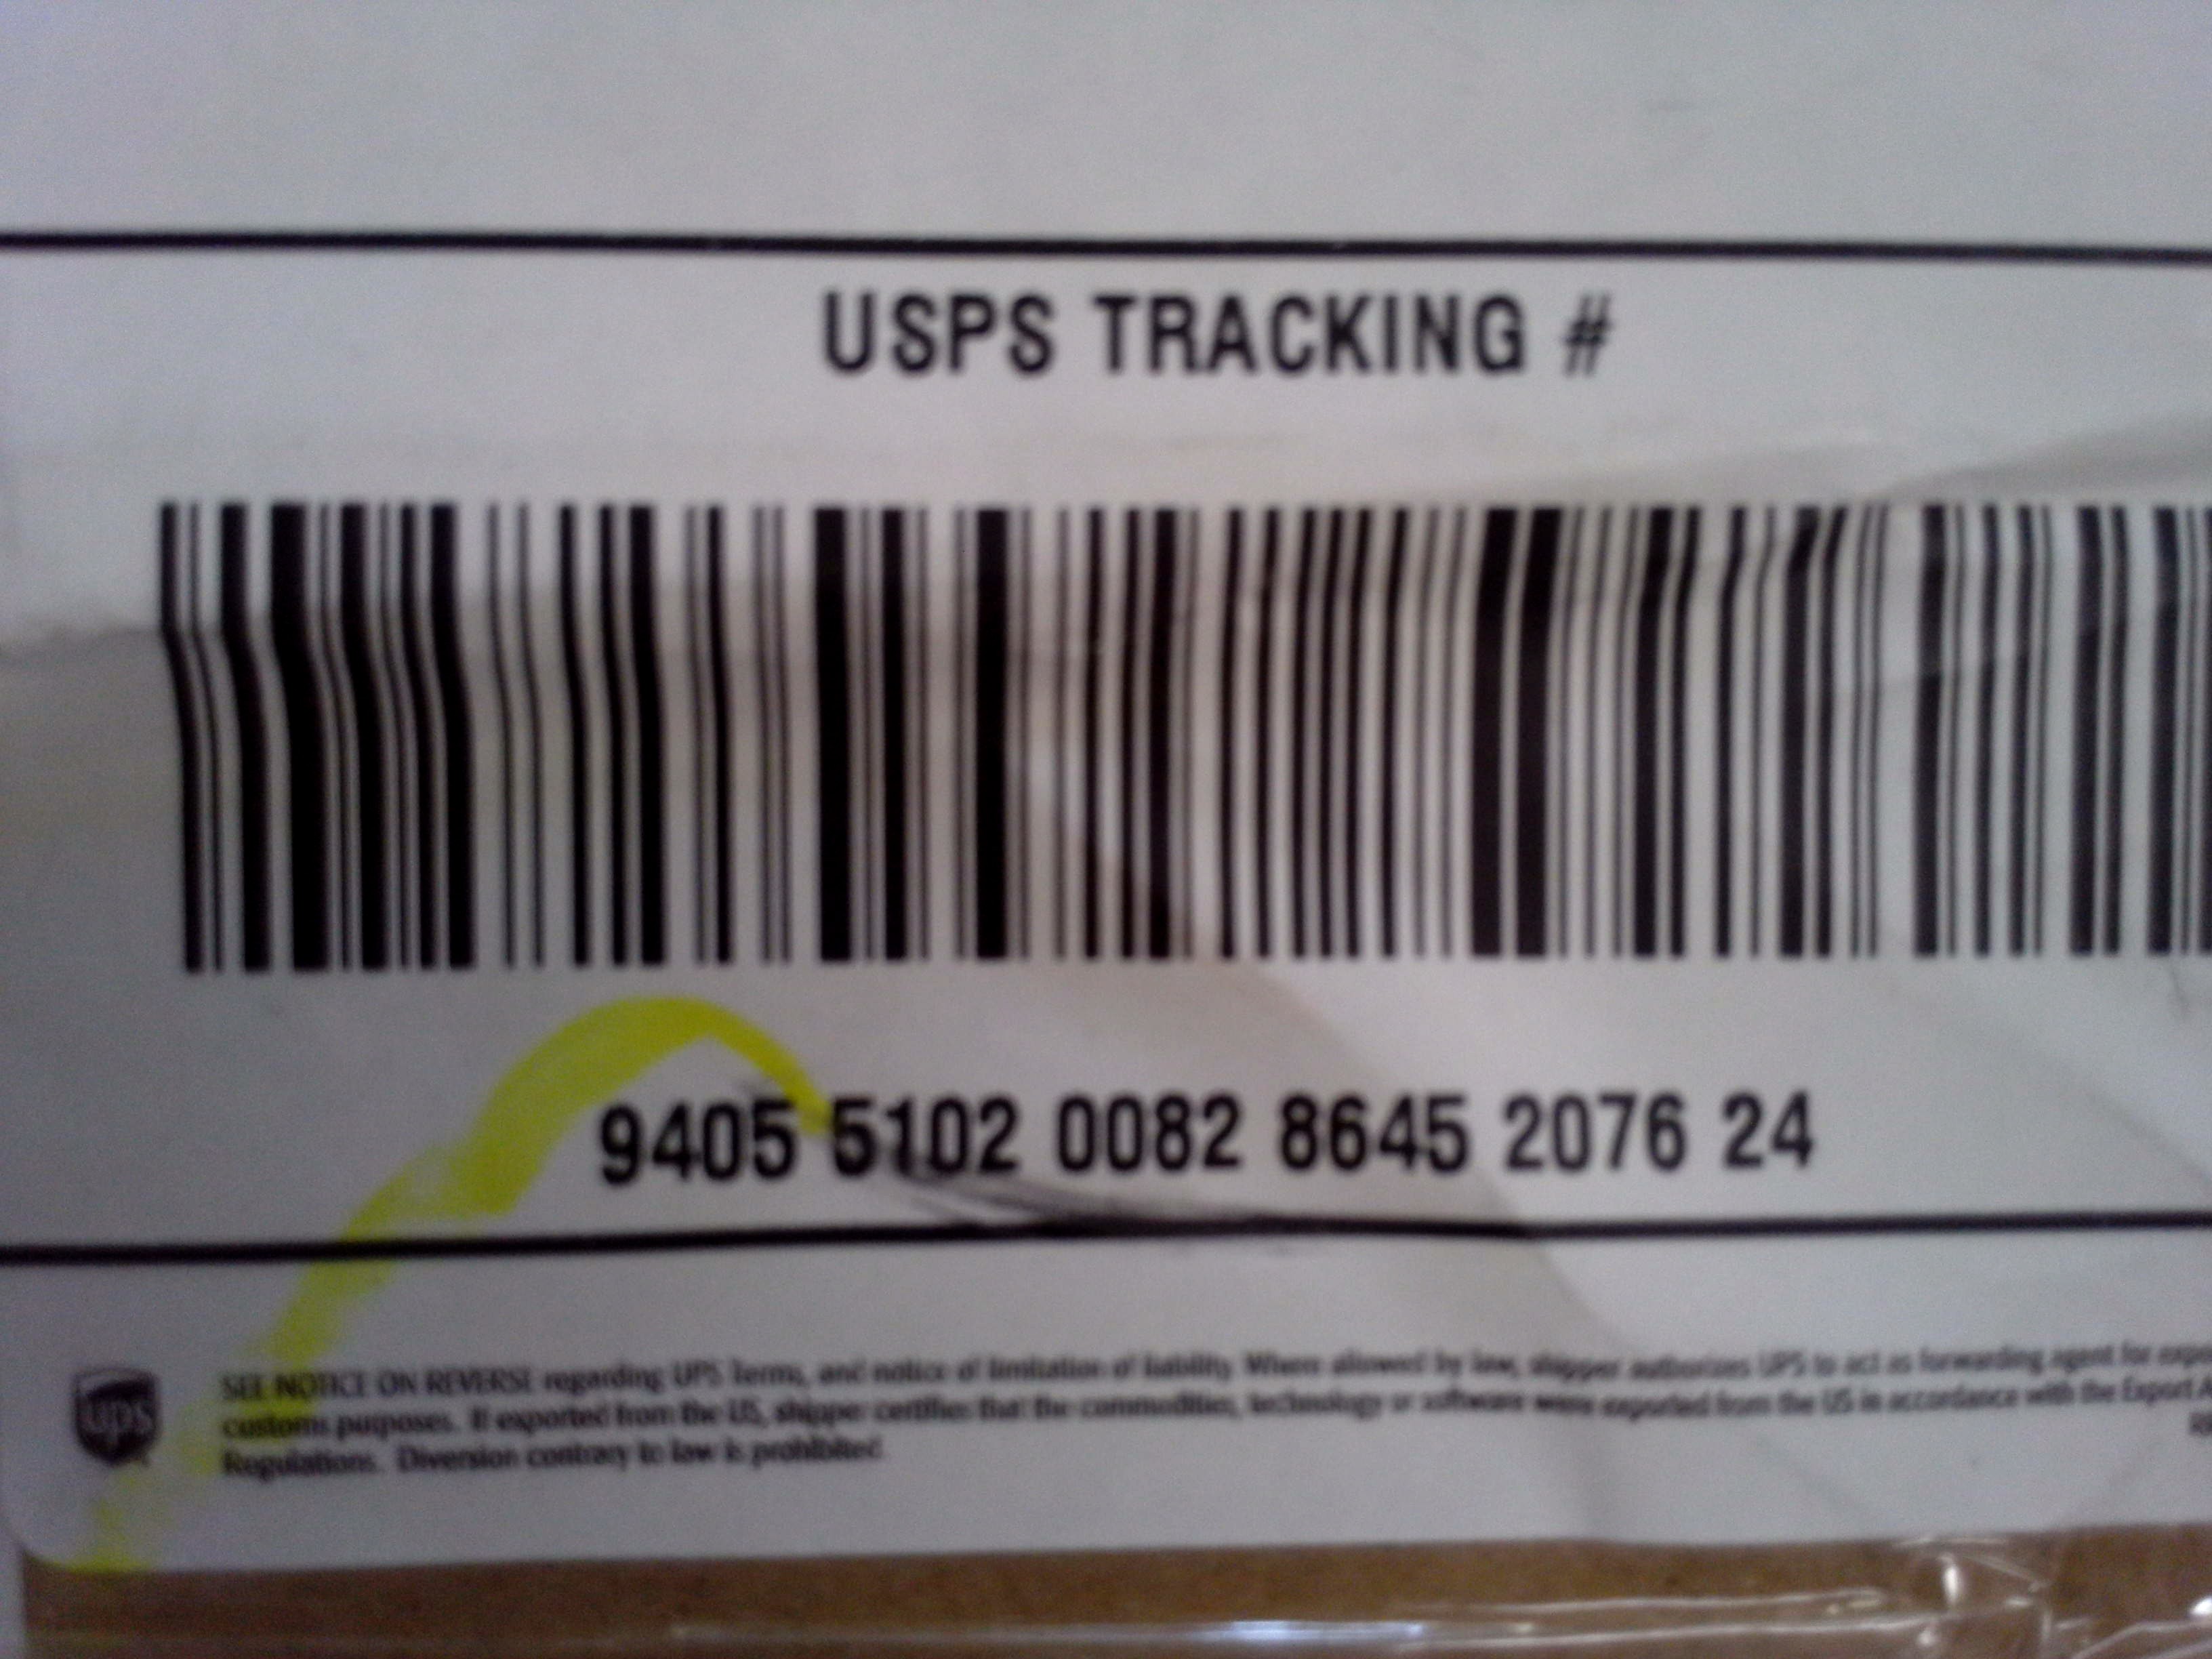 USPS TRACKING #
9405 5102 0082 8645 2076 24
ups
SEE NOTICE ON REVERSE regarding UPS Terms, and notice of limitation of liability. Where allowed by law, shipper authorizes UPS to act as forwarding agent for
customs purposes. If exported from the US, shipper certifies that the commodities, technology or software were exported from the US in accordance with the Export
Regulations. Diversion contrary to law is prohibited